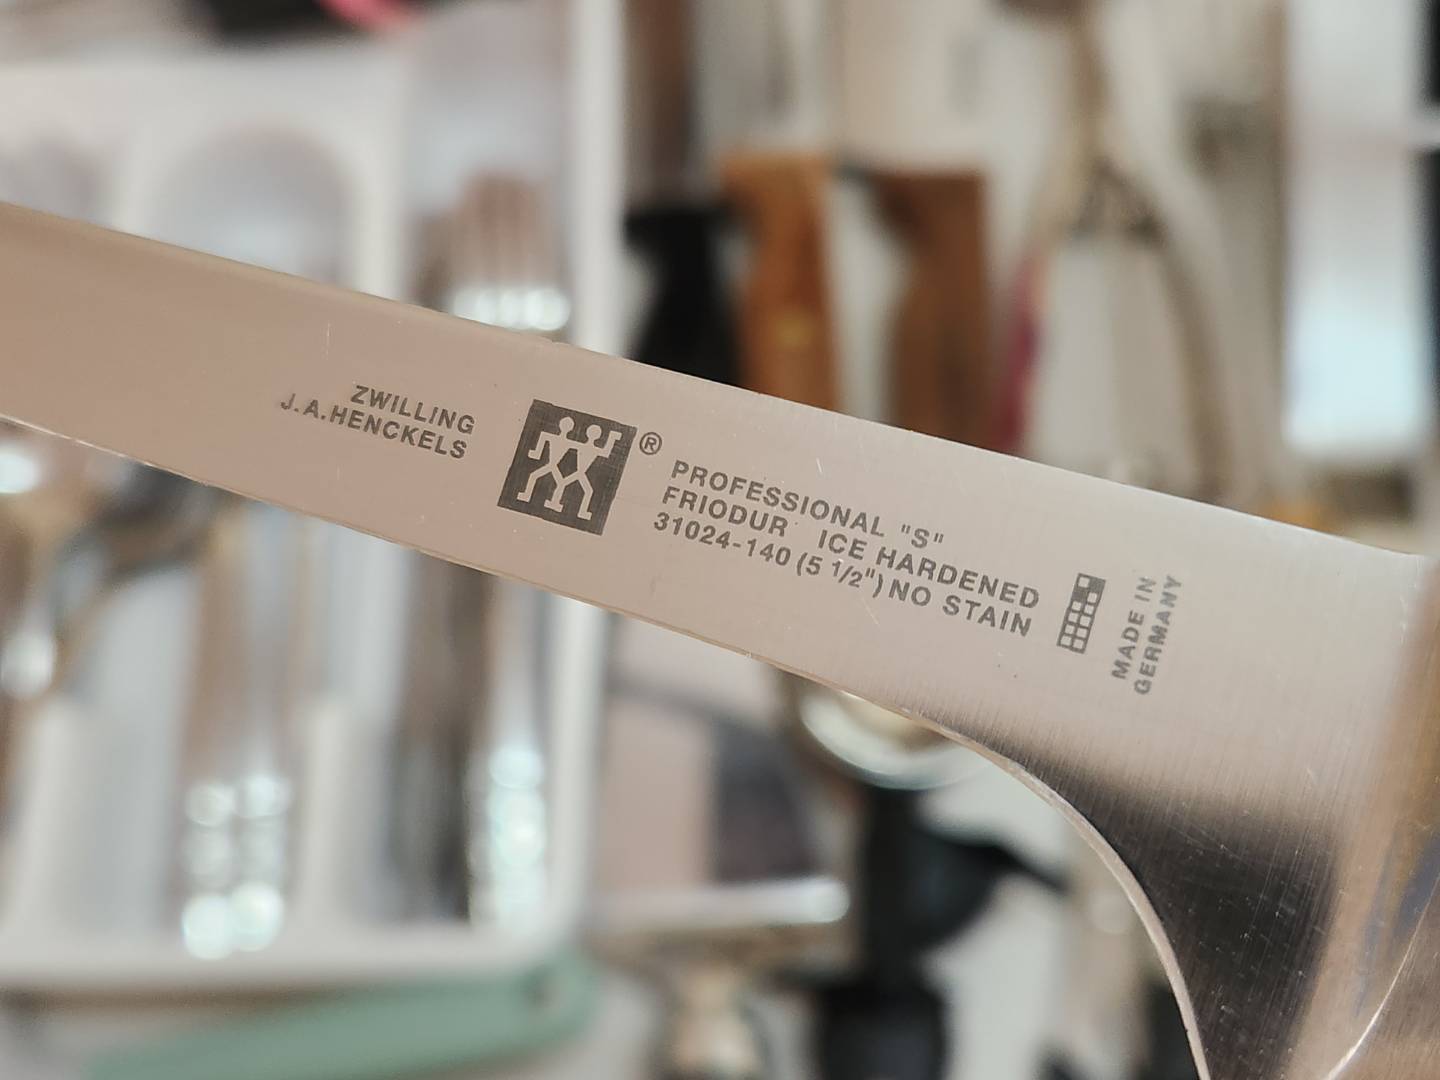 ZWILLING
J.A.HENCKELS
®
PROFESSIONAL "S"
FRIODUR ICE HARDENED
31024-140 (5 1/2") NO STAIN
MADE IN
GERMANY